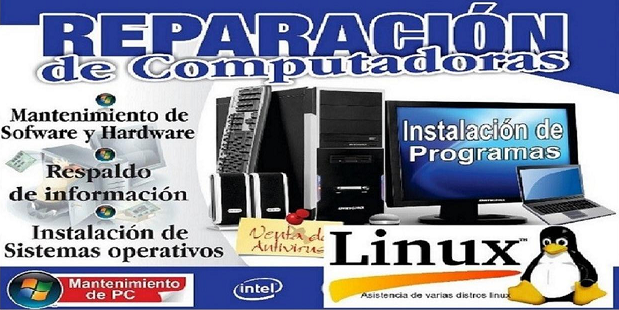 REPARACIÓN
de Computadoras
Mantenimiento de
Sofware y Hardware
Respaldo
de información
Instalación de
Sistemas operativos
Instalación de
Programas
Venta de
Antivirus
Linux™
Asistencia de varias distros linux
Mantenimiento
de PC
intel